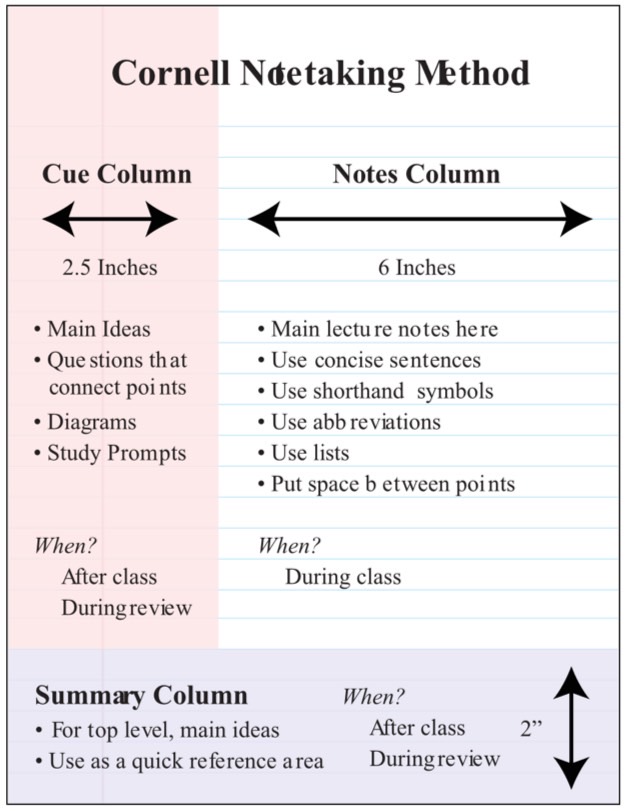 Cornell Notetaking Method
Cue Column
2.5 Inches
• Main Ideas
• Questions that
connect points
• Diagrams
• Study Prompts
When?
After class
During review
Notes Column
6 Inches
• Main lecture notes here
• Use concise sentences
• Use shorthand symbols
• Use abbreviations
• Use lists
• Put space between points
When?
During class
Summary Column
• For top level, main ideas
• Use as a quick reference area
When?
After class
During review
2”